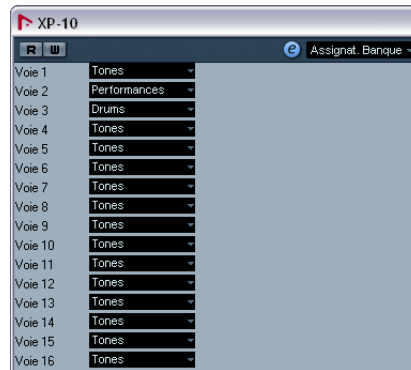 XP-10
R W e Assignat. Banque
Voie 1 Tones
Voie 2 Performances
Voie 3 Drums
Voie 4 Tones
Voie 5 Tones
Voie 6 Tones
Voie 7 Tones
Voie 8 Tones
Voie 9 Tones
Voie 10 Tones
Voie 11 Tones
Voie 12 Tones
Voie 13 Tones
Voie 14 Tones
Voie 15 Tones
Voie 16 Tones